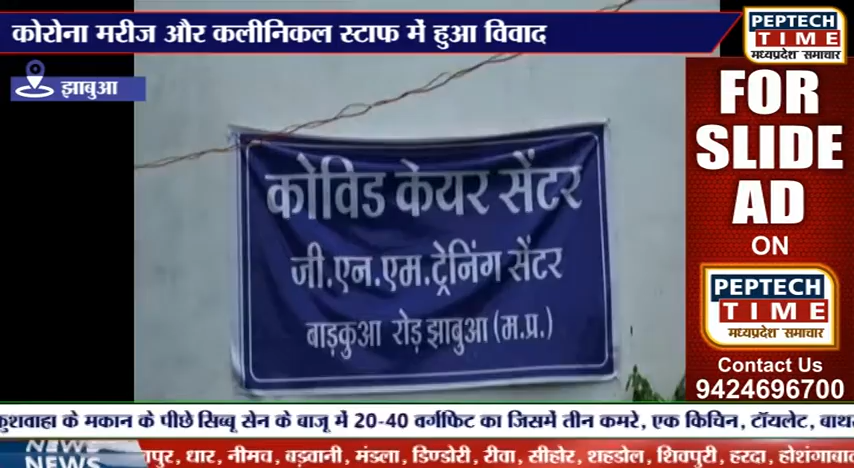 कोरोना मरीज और कलीनिकल स्टाफ में हुआ विवाद
PEPTECH
TIME
मध्यप्रदेश समाचार
झाबुआ
कोविड केयर सेंटर
जी.एन.एम.ट्रेनिंग सेंटर
बाड़कुआ रोड़ झाबुआ (म.प्र.)
FOR
SLIDE
AD
ON
PEPTECH
TIME
मध्यप्रदेश समाचार
Contact Us
9424696700
कुशवाहा के मकान के पीछे सिब्बू सेन के बाजू में 20-40 वर्गफिट का जिसमें तीन कमरे, एक किचिन, टॉयलेट,
NEWS
NEWS
धार, नीमच, बड़वानी, मंडला, डिण्डोरी, रीवा, सीहोर, शहडोल, शिवपुरी, हरदा,